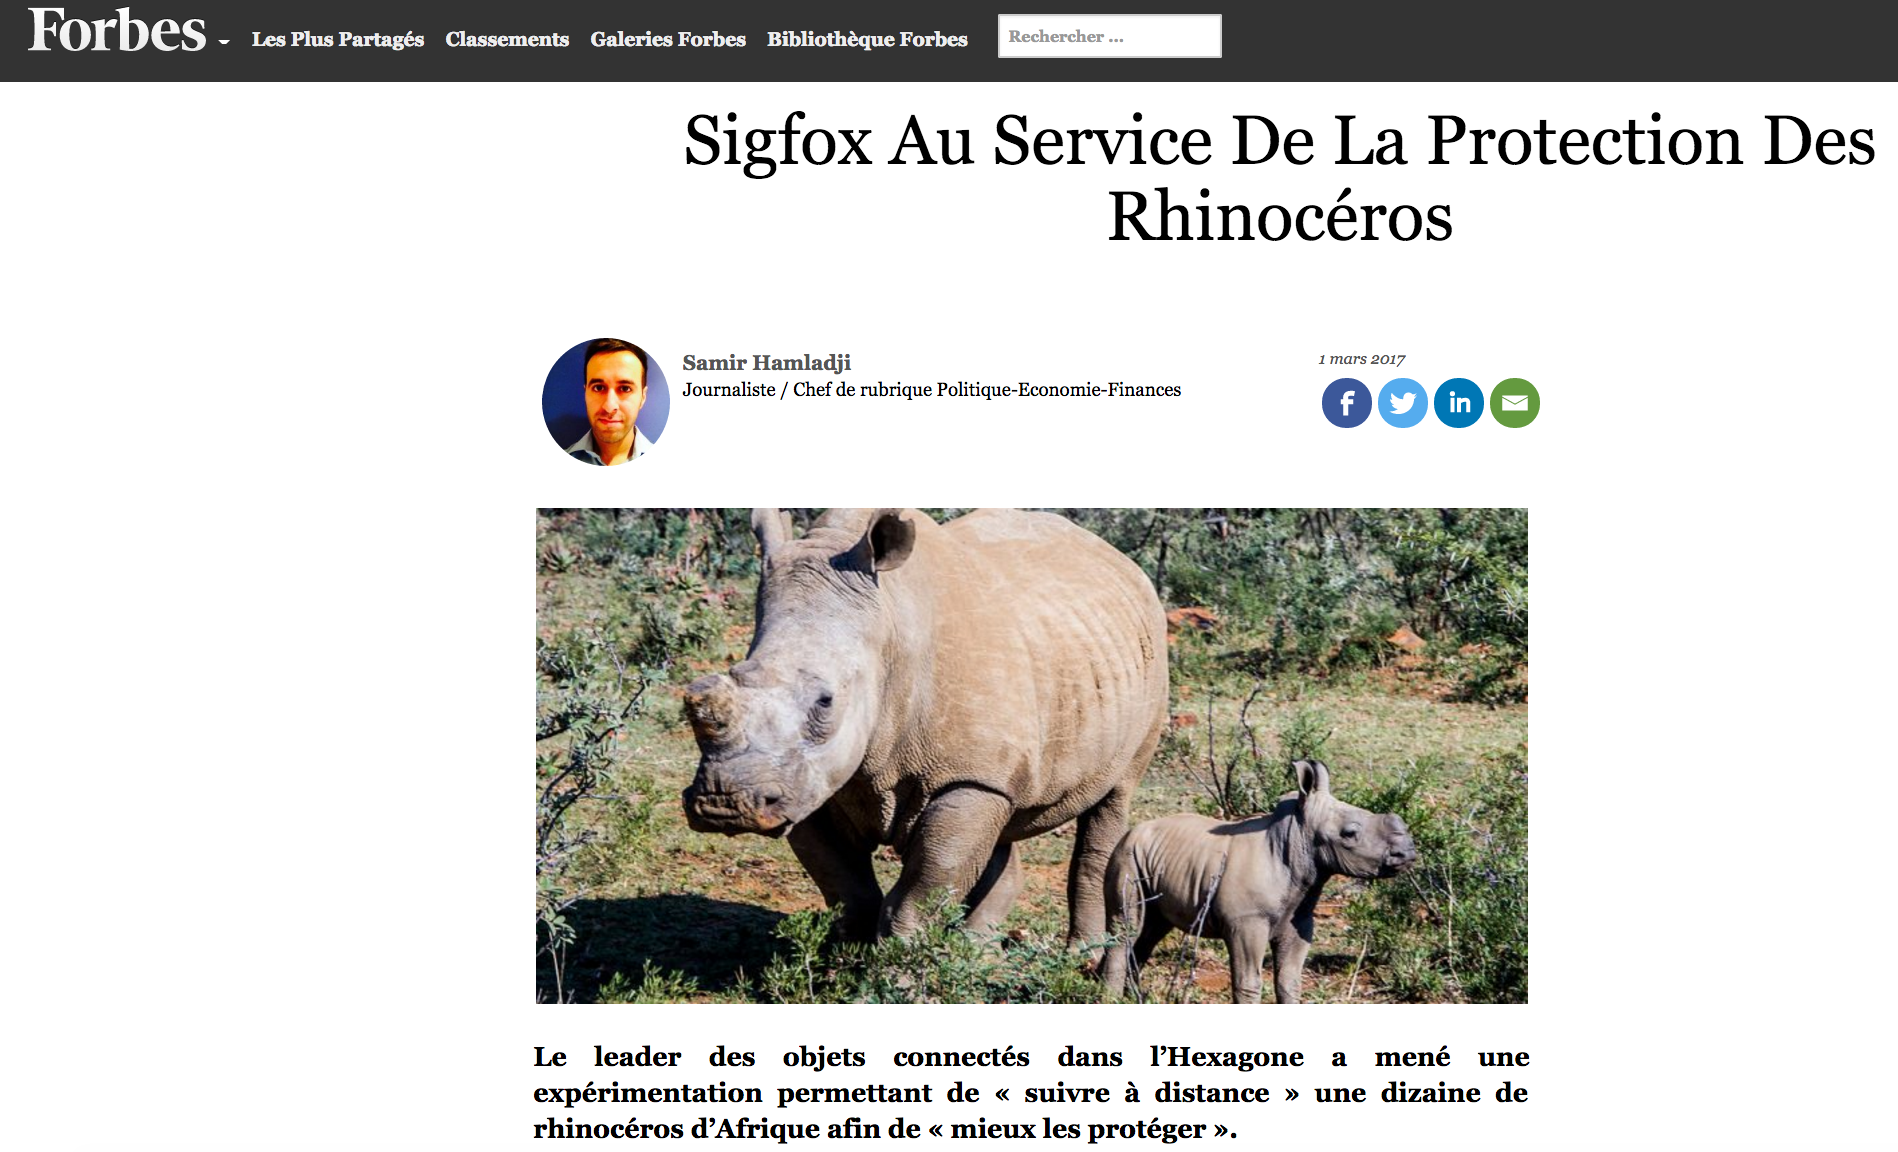 Forbes
Les Plus Partagés Classements Galeries Forbes Bibliothèque Forbes Rechercher ...
Sigfox Au Service De La Protection Des
Rhinocéros
Samir Hamladji
Journaliste / Chef de rubrique Politique-Economie-Finances
1 mars 2017
Le leader des objets connectés dans l’Hexagone a mené une
expérimentation permettant de « suivre à distance » une dizaine de
rhinocéros d’Afrique afin de « mieux les protéger ».